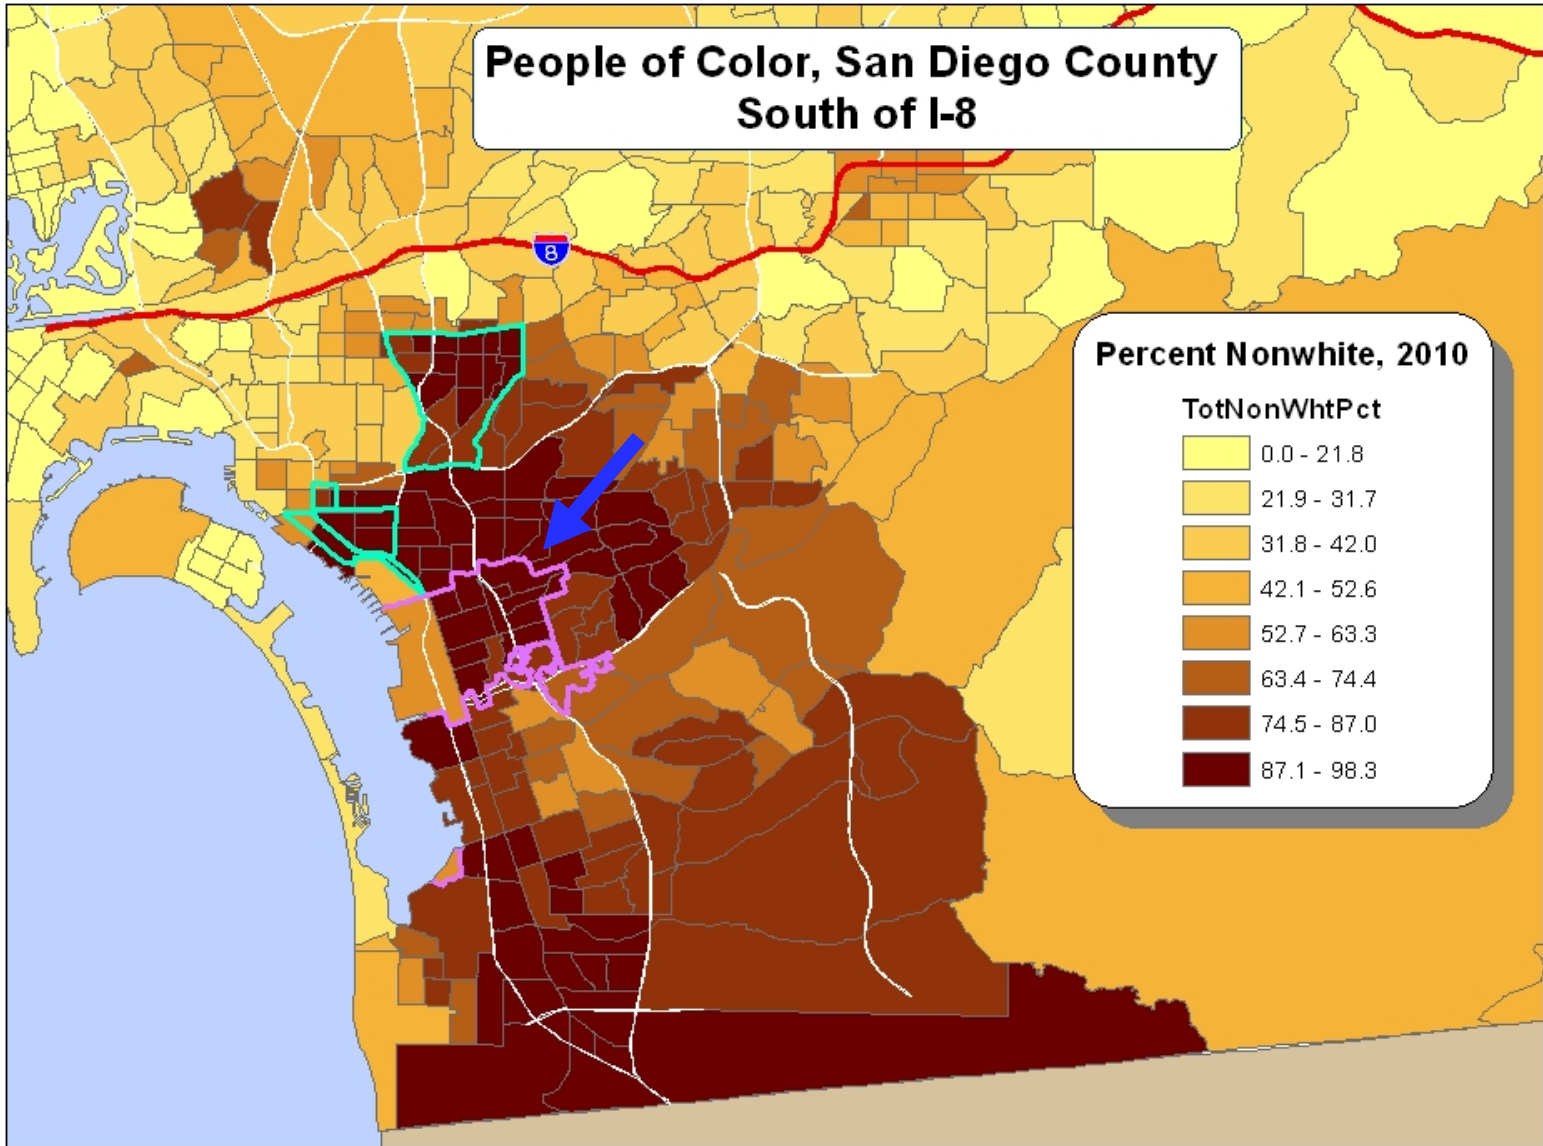 People of Color, San Diego County
South of I-8
8
Percent Nonwhite, 2010
TotNonWhtPct
0.0 - 21.8
21.9 - 31.7
31.8 - 42.0
42.1 - 52.6
52.7 - 63.3
63.4 - 74.4
74.5 - 87.0
87.1 - 98.3